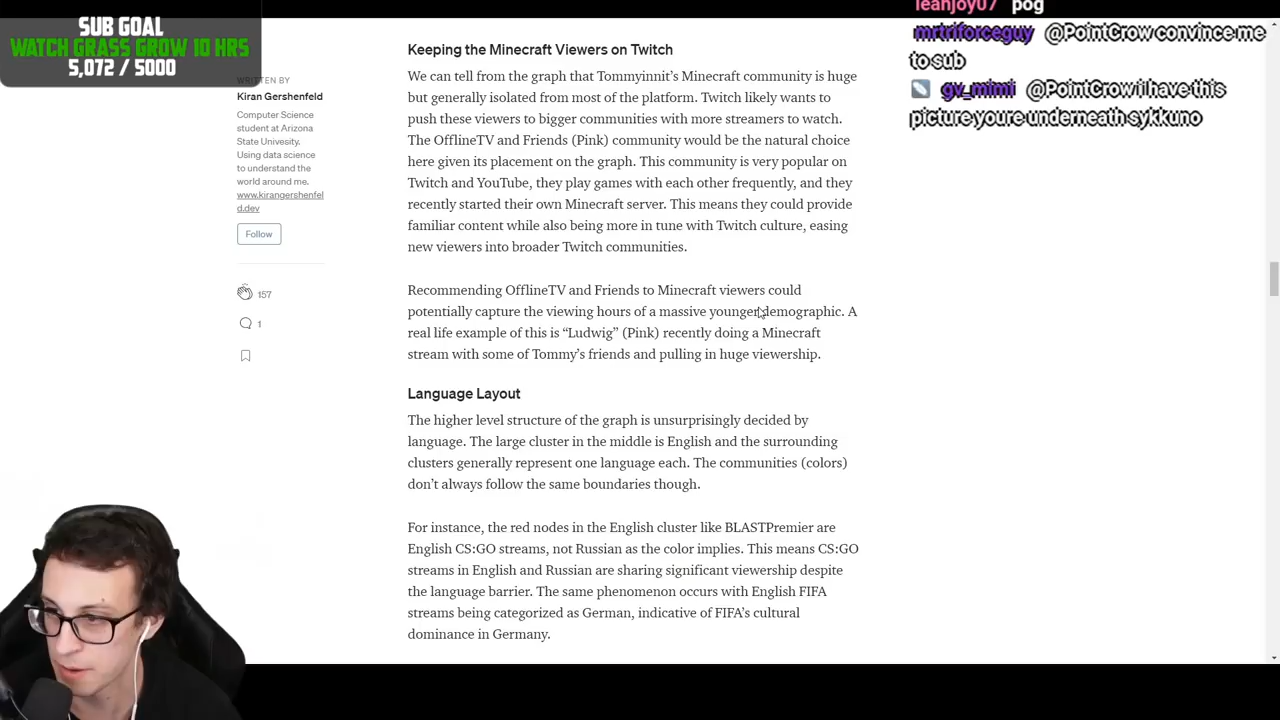 SUB GOAL
WATCH GRASS GROW 10 HRS
5,072 / 5000
WRITTEN BY
Kiran Gershenfeld
Computer Science
student at Arizona
State Univesity.
Using data science
to understand the
world around me.
www.kirangershenfel
d.dev
Follow
157
1
Keeping the Minecraft Viewers on Twitch
We can tell from the graph that Tommyinnit’s Minecraft community is huge
but generally isolated from most of the platform. Twitch likely wants to
push these viewers to bigger communities with more streamers to watch.
The OfflineTV and Friends (Pink) community would be the natural choice
here given its placement on the graph. This community is very popular on
Twitch and YouTube, they play games with each other frequently, and they
recently started their own Minecraft server. This means they could provide
familiar content while also being more in tune with Twitch culture, easing
new viewers into broader Twitch communities.
Recommending OfflineTV and Friends to Minecraft viewers could
potentially capture the viewing hours of a massive younger demographic. A
real life example of this is “Ludwig” (Pink) recently doing a Minecraft
stream with some of Tommy’s friends and pulling in huge viewership.
Language Layout
The higher level structure of the graph is unsurprisingly decided by
language. The large cluster in the middle is English and the surrounding
clusters generally represent one language each. The communities (colors)
don’t always follow the same boundaries though.
For instance, the red nodes in the English cluster like BLASTPremier are
English CS:GO streams, not Russian as the color implies. This means CS:GO
streams in English and Russian are sharing significant viewership despite
the language barrier. The same phenomenon occurs with English FIFA
streams being categorized as German, indicative of FIFA’s cultural
dominance in Germany.
leahjoy07 pog
mrtriforceguy @PointCrow convince me
to sub
gv_mimi @PointCrow i have this
picture youre underneath sykkuno